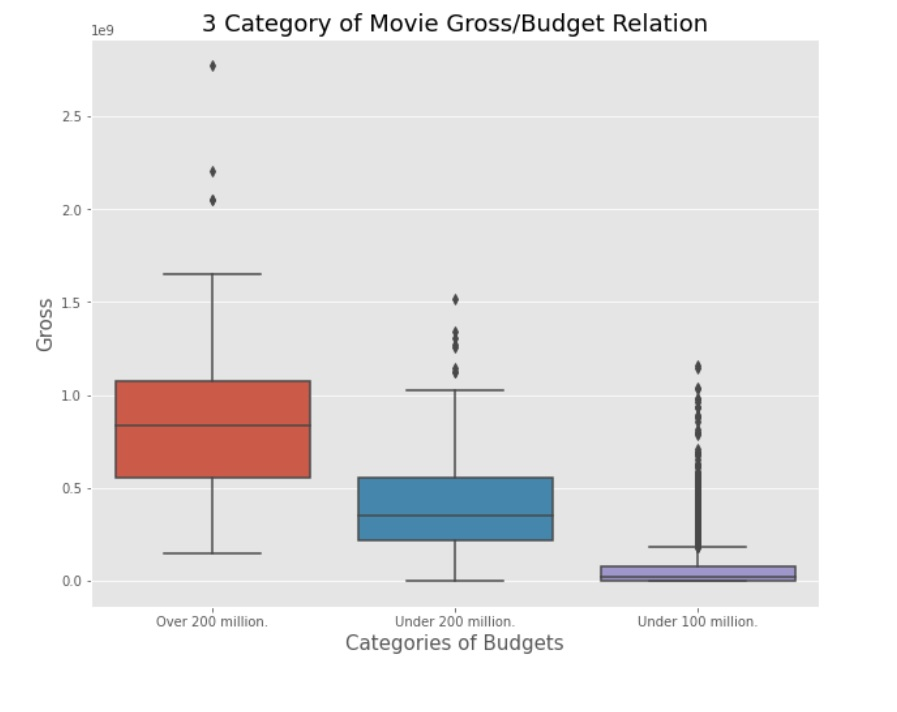 3 Category of Movie Gross/Budget Relation
1e9
2.5
2.0
1.5
1.0
0.5
0.0
Gross
Over 200 million.
Under 200 million.
Under 100 million.
Categories of Budgets